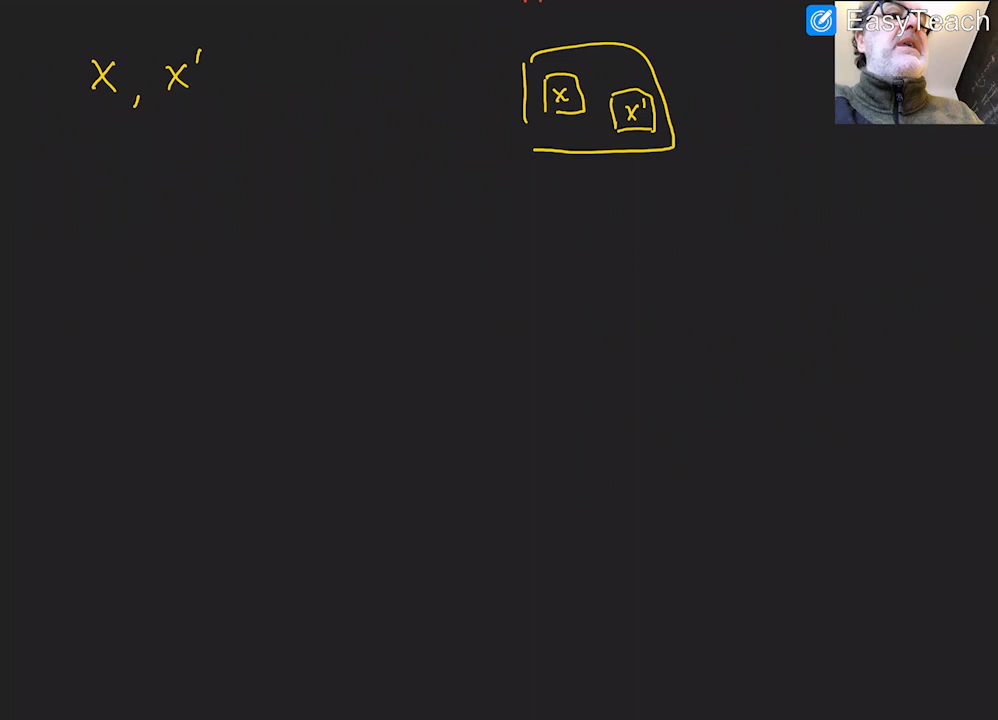 X, X'
X
X'
EasyTeach